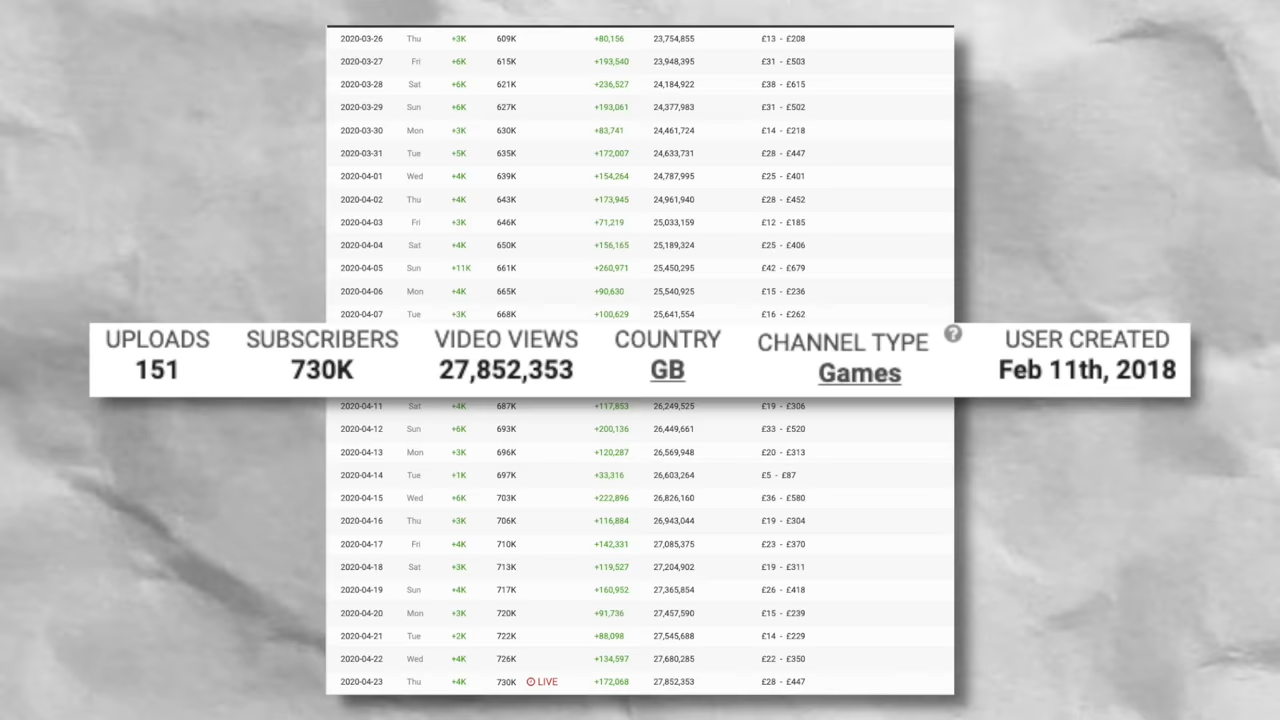 2020-03-26 Thu +3K 609K +80,156 23,754,855 £13 - £208
2020-03-27 Fri +6K 615K +193,540 23,948,395 £31 - £503
2020-03-28 Sat +6K 621K +236,527 24,184,922 £38 - £615
2020-03-29 Sun +6K 627K +193,061 24,377,983 £31 - £502
2020-03-30 Mon +3K 630K +83,741 24,461,724 £14 - £218
2020-03-31 Tue +5K 635K +172,007 24,633,731 £28 - £447
2020-04-01 Wed +4K 639K +154,264 24,787,995 £25 - £401
2020-04-02 Thu +4K 643K +173,945 24,961,940 £28 - £452
2020-04-03 Fri +3K 646K +71,219 25,033,159 £12 - £185
2020-04-04 Sat +4K 650K +156,165 25,189,324 £25 - £406
2020-04-05 Sun +11K 661K +260,971 25,450,295 £42 - £679
2020-04-06 Mon +4K 665K +90,630 25,540,925 £15 - £236
2020-04-07 Tue +3K 668K +100,629 25,641,554 £16 - £262
UPLOADS SUBSCRIBERS VIDEO VIEWS COUNTRY CHANNEL TYPE ? USER CREATED
151 730K 27,852,353 GB Games Feb 11th, 2018
2020-04-11 Sat +4K 687K +117,853 26,249,525 £19 - £306
2020-04-12 Sun +6K 693K +200,136 26,449,661 £33 - £520
2020-04-13 Mon +3K 696K +120,287 26,569,948 £20 - £313
2020-04-14 Tue +1K 697K +33,316 26,603,264 £5 - £87
2020-04-15 Wed +6K 703K +222,896 26,826,160 £36 - £580
2020-04-16 Thu +3K 706K +116,884 26,943,044 £19 - £304
2020-04-17 Fri +4K 710K +142,331 27,085,375 £23 - £370
2020-04-18 Sat +3K 713K +119,527 27,204,902 £19 - £311
2020-04-19 Sun +4K 717K +160,952 27,365,854 £26 - £418
2020-04-20 Mon +3K 720K +91,736 27,457,590 £15 - £239
2020-04-21 Tue +2K 722K +88,098 27,545,688 £14 - £229
2020-04-22 Wed +4K 726K +134,597 27,680,285 £22 - £350
2020-04-23 Thu +4K 730K LIVE +172,068 27,852,353 £28 - £447